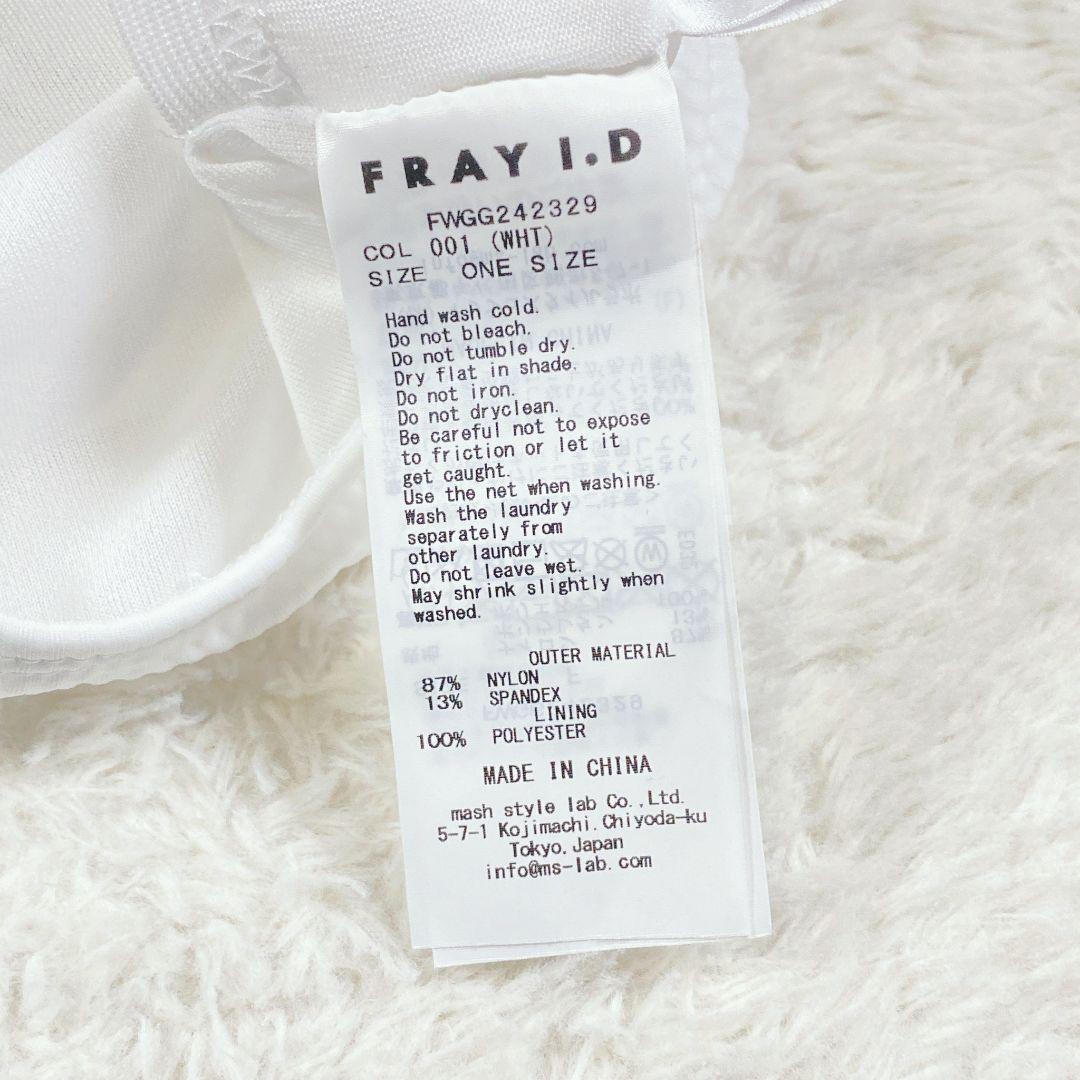 FRAY I.D
FWGG242329
COL 001 (WHT)
SIZE ONE SIZE
Hand wash cold.
Do not bleach.
Do not tumble dry.
Dry flat in shade.
Do not iron.
Do not dryclean.
Be careful not to expose
to friction or let it
get caught.
Use the net when washing.
Wash the laundry
separately from
other laundry.
Do not leave wet.
May shrink slightly when
washed.
OUTER MATERIAL
87% NYLON
13% SPANDEX
LINING
100% POLYESTER
MADE IN CHINA
mash style lab Co.,Ltd.
5-7-1 Kojimachi.Chiyoda-ku
Tokyo.Japan
info@ms-lab.com